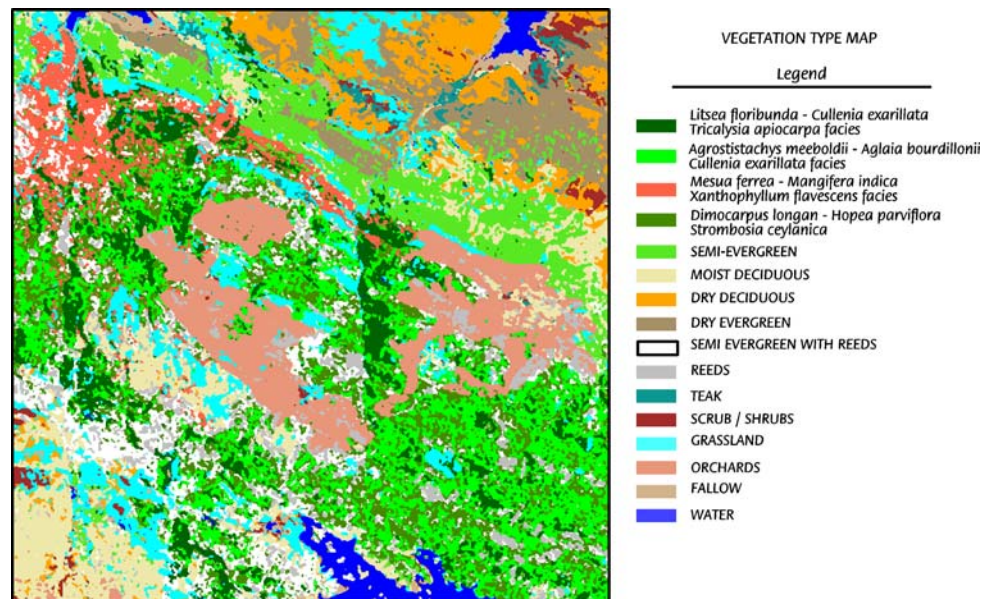 VEGETATION TYPE MAP
Legend
Litsea floribunda - Cullenia exarillata
Tricalysia apiocarpa facies
Agrostistachys meeboldii - Aglaia bourdillonii
Cullenia exarillata facies
Mesua ferrea - Mangifera indica
Xanthophyllum flavescens facies
Dimocarpus longan - Hopea parviflora
Strombosia ceylanica
SEMI-EVERGREEN
MOIST DECIDUOUS
DRY DECIDUOUS
DRY EVERGREEN
SEMI EVERGREEN WITH REEDS
REEDS
TEAK
SCRUB / SHRUBS
GRASSLAND
ORCHARDS
FALLOW
WATER